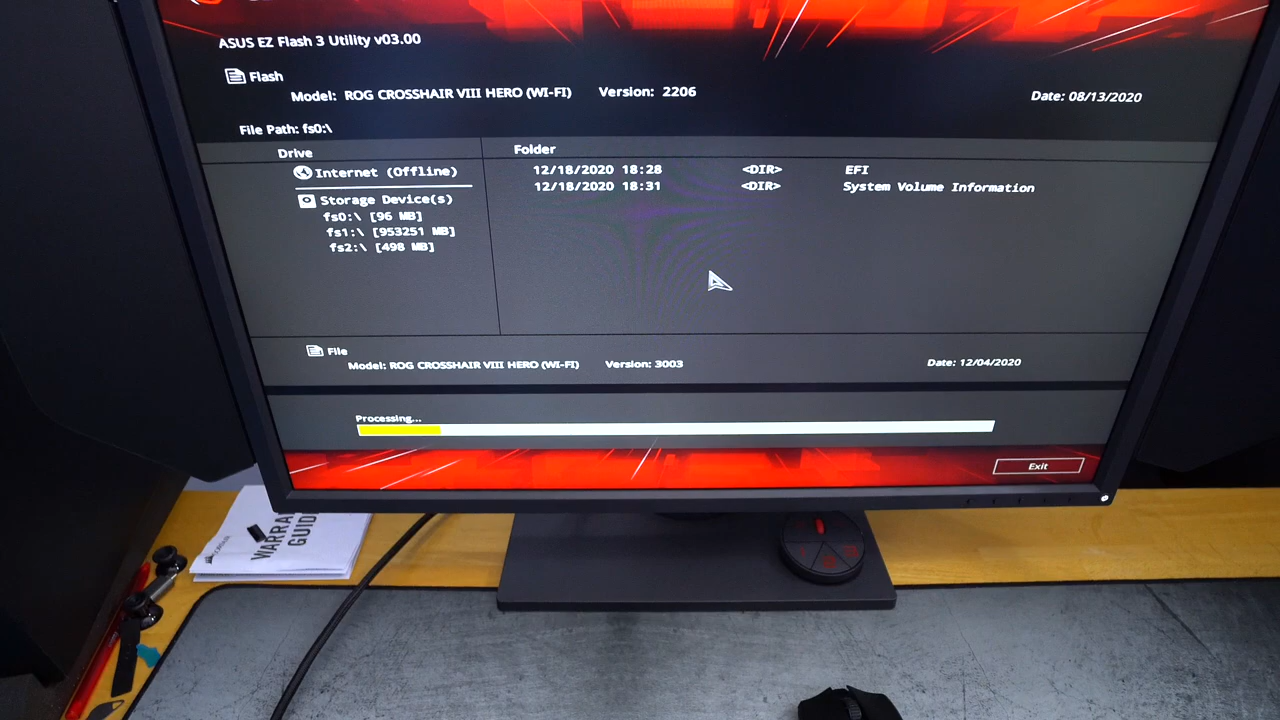 ASUS EZ Flash 3 Utility v03.00
Flash
Model: ROG CROSSHAIR VIII HERO (WI-FI) Version: 2206 Date: 08/13/2020
File Path: fs0:\
Drive Folder
Internet (Offline) 12/18/2020 18:28 <DIR> EFI
12/18/2020 18:31 <DIR> System Volume Information
Storage Device(s)
fs0:\ [96 MB]
fs1:\ [953251 MB]
fs2:\ [498 MB]
File
Model: ROG CROSSHAIR VIII HERO (WI-FI) Version: 3003 Date: 12/04/2020
Processing...
Exit
WARRA
GUID